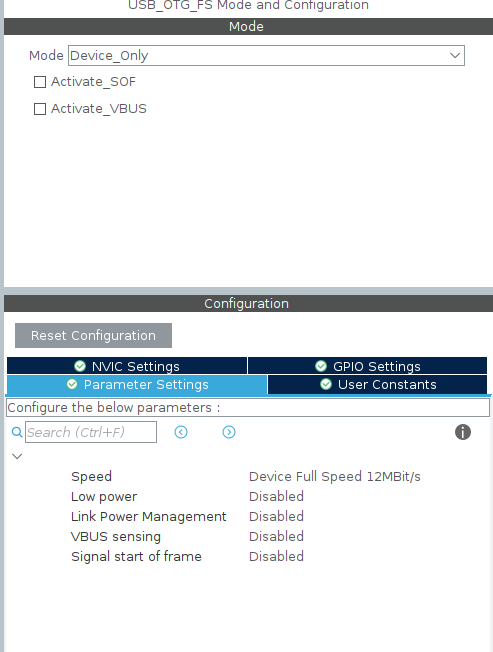 USB_OTG_FS Mode and Configuration
Mode
Mode Device_Only
Activate_SOF
Activate_VBUS
Configuration
Reset Configuration
NVIC Settings GPIO Settings
Parameter Settings User Constants
Configure the below parameters :
Search (Ctrl+F)
Speed Device Full Speed 12MBit/s
Low power Disabled
Link Power Management Disabled
VBUS sensing Disabled
Signal start of frame Disabled